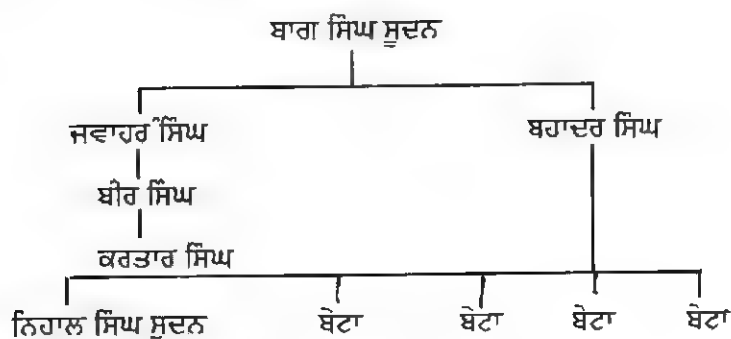 ਬਾਗ ਸਿੰਘ ਸੂਦਨ
ਜਵਾਹਰ ਸਿੰਘ ਬਹਾਦਰ ਸਿੰਘ
ਬੀਰ ਸਿੰਘ
ਕਰਤਾਰ ਸਿੰਘ
ਨਿਹਾਲ ਸਿੰਘ ਸੂਦਨ ਬੇਟਾ ਬੇਟਾ ਬੇਟਾ ਬੇਟਾ